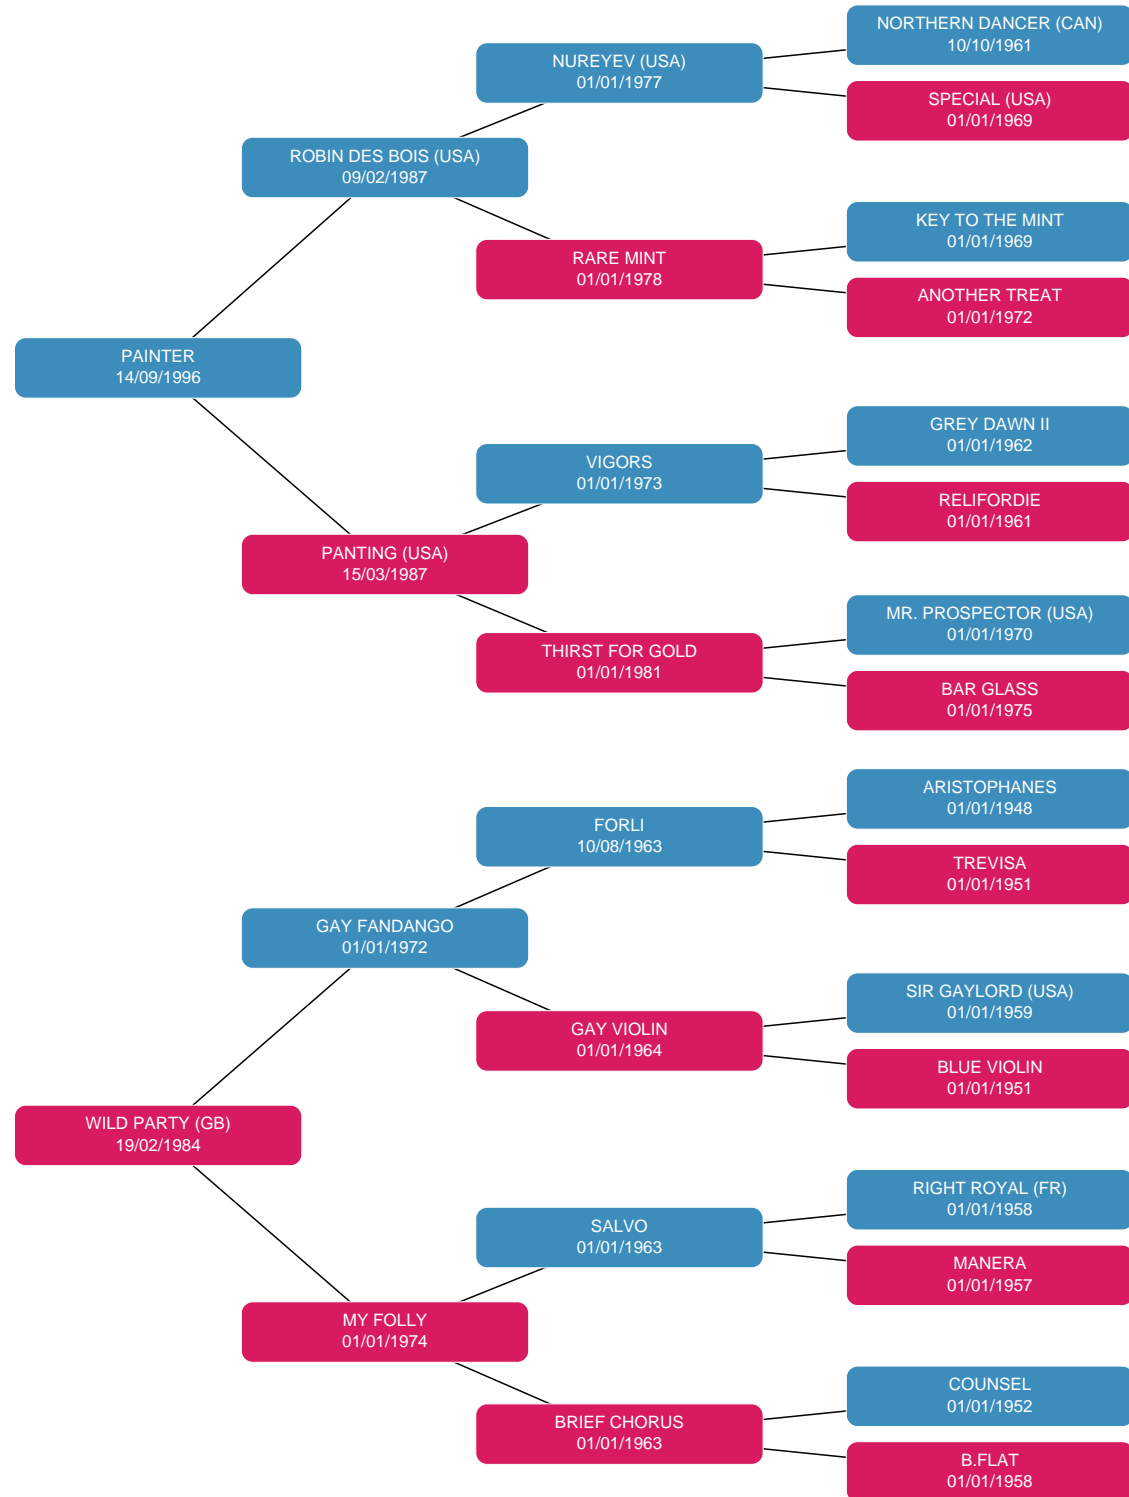 NORTHERN DANCER (CAN)
10/10/1961
NUREYEV (USA)
01/01/1977
SPECIAL (USA)
01/01/1969
ROBIN DES BOIS (USA)
09/02/1987
KEY TO THE MINT
01/01/1969
RARE MINT
01/01/1978
ANOTHER TREAT
01/01/1972
PAINTER
14/09/1996
GREY DAWN II
01/01/1962
VIGORS
01/01/1973
RELIFORDIE
01/01/1961
PANTING (USA)
15/03/1987
MR. PROSPECTOR (USA)
01/01/1970
THIRST FOR GOLD
01/01/1981
BAR GLASS
01/01/1975
ARISTOPHANES
01/01/1948
FORLI
10/08/1963
TREVISA
01/01/1951
GAY FANDANGO
01/01/1972
SIR GAYLORD (USA)
01/01/1959
GAY VIOLIN
01/01/1964
BLUE VIOLIN
01/01/1951
WILD PARTY (GB)
19/02/1984
RIGHT ROYAL (FR)
01/01/1958
SALVO
01/01/1963
MANERA
01/01/1957
MY FOLLY
01/01/1974
COUNSEL
01/01/1952
BRIEF CHORUS
01/01/1963
B.FLAT
01/01/1958